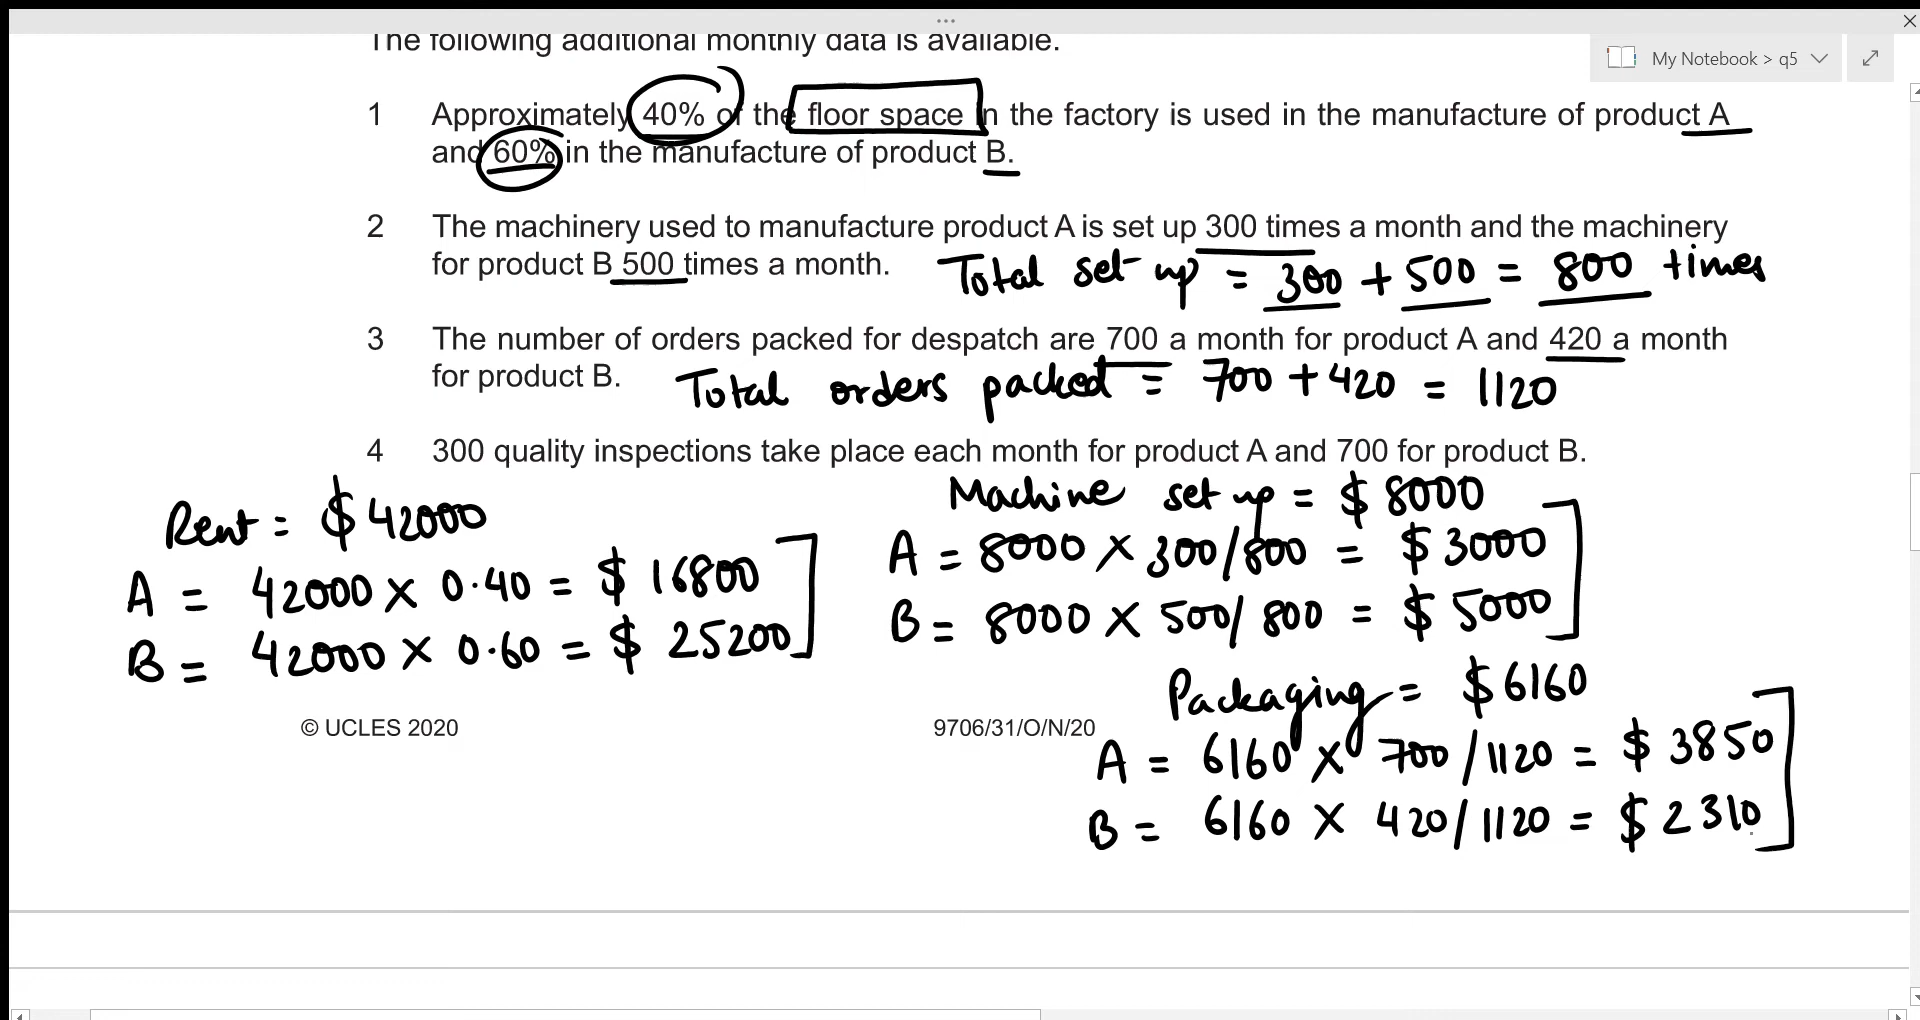 The following additional monthly data is available.
My Notebook > q5
1 Approximately 40% of the floor space in the factory is used in the manufacture of product A
and 60% in the manufacture of product B.
2 The machinery used to manufacture product A is set up 300 times a month and the machinery
for product B 500 times a month.
Total set up = 300 + 500 = 800 times
3 The number of orders packed for despatch are 700 a month for product A and 420 a month
for product B.
Total orders packed = 700 + 420 = 1120
4 300 quality inspections take place each month for product A and 700 for product B.
Rent = $42000
A = 42000 × 0.40 = $16800
B = 42000 × 0.60 = $25200
Machine set up = $8000
A = 8000 × 300/800 = $3000
B = 8000 × 500/800 = $5000
Packaging = $6160
A = 6160 × 700/1120 = $3850
B = 6160 × 420/1120 = $2310
© UCLES 2020
9706/31/O/N/20